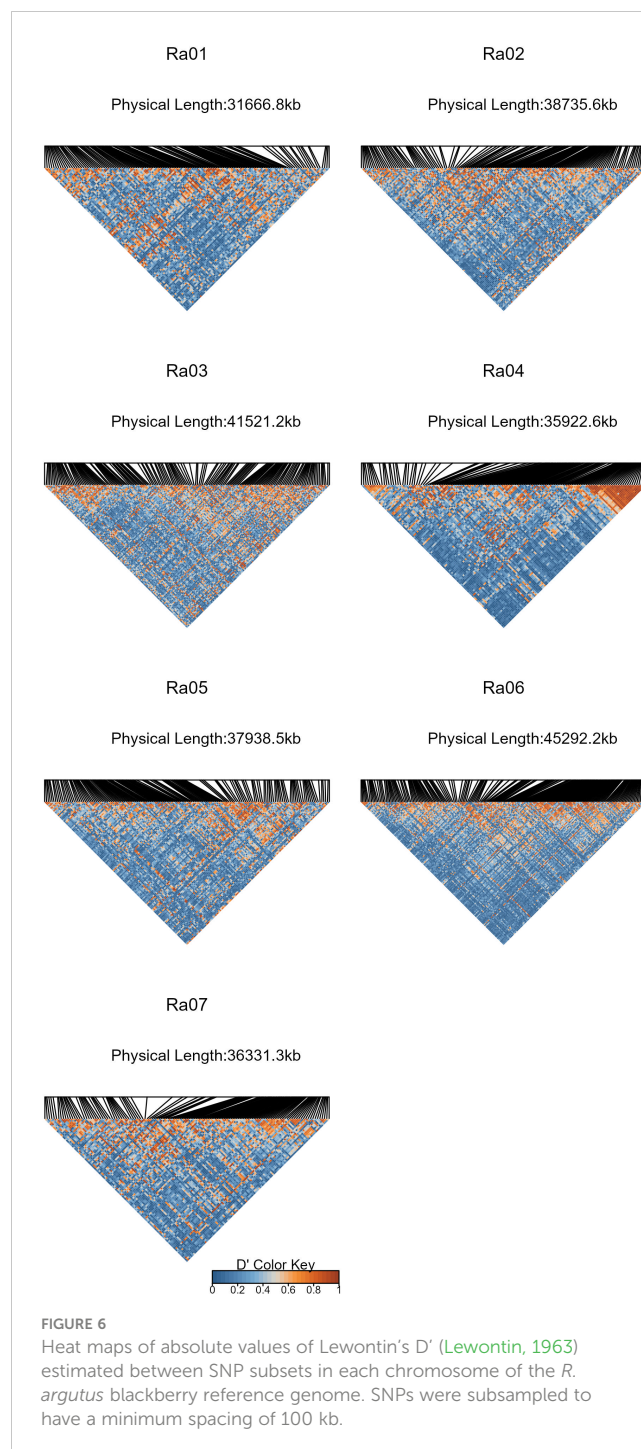 Ra01
Ra02
Physical Length:31666.8kb
Physical Length:38735.6kb
Ra03
Ra04
Physical Length:41521.2kb
Physical Length:35922.6kb
Ra05
Ra06
Physical Length:37938.5kb
Physical Length:45292.2kb
Ra07
Physical Length:36331.3kb
D' Color Key
0 0.2 0.4 0.6 0.8 1
FIGURE 6
Heat maps of absolute values of Lewontin's D' (Lewontin, 1963)
estimated between SNP subsets in each chromosome of the R.
argutus blackberry reference genome. SNPs were subsampled to
have a minimum spacing of 100 kb.